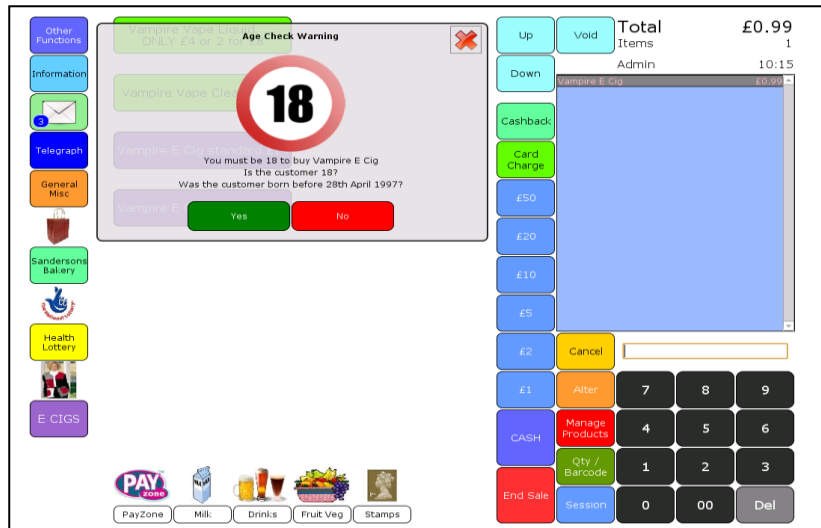 Other
Functions
Information
3
Telegraph
General
Misc
Sandersons
Bakery
The National Lottery
Health
Lottery
E CIGS
Vampire Vape Liquid
ONLY £4 or 2 for £6
Age Check Warning
Vampire Vape Clea
18
Vampire E Cig standard
You must be 18 to buy Vampire E Cig
Is the customer 18?
Was the customer born before 28th April 1997?
Vampire E
Yes
No
PAY
zone
PayZone
Milk
Drinks
Fruit Veg
Stamps
Up
Void
Down
Cashback
Card
Charge
£50
£20
£10
£5
£2
£1
CASH
End Sale
Total
£0.99
Items
1
Admin
10:15
Vampire E Cig
£0.99
Cancel
Alter
7
8
9
Manage
Products
4
5
6
Qty /
Barcode
1
2
3
Session
0
00
Del